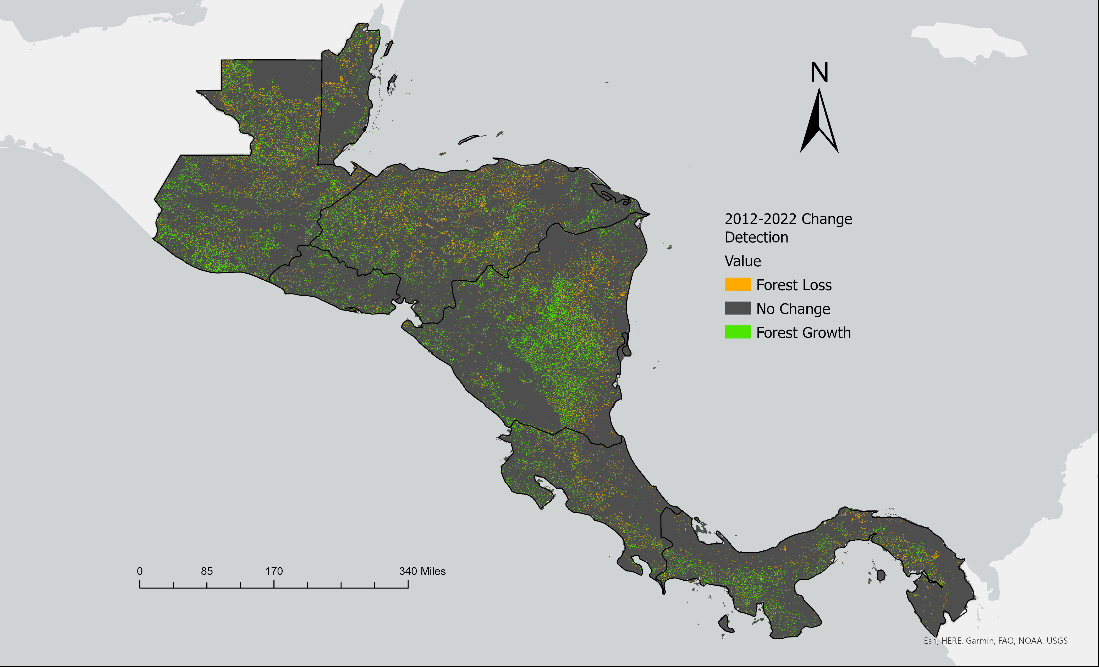 N
2012-2022 Change
Detection
Value
Forest Loss
No Change
Forest Growth
0 85 170 340 Miles
Esri, HERE, Garmin, FAO, NOAA, USGS